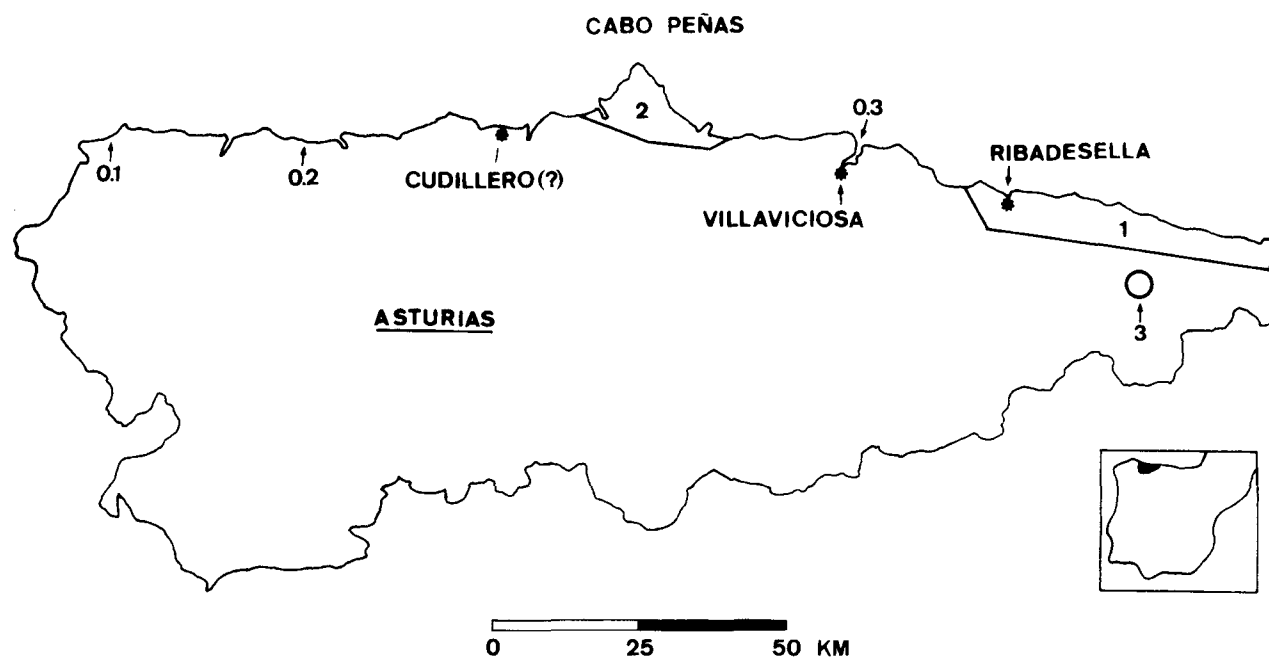 CABO PEÑAS
2
0.3
0.1
0.2
CUDILLERO (?)
RIBADESELLA
VILLAVICIOSA
1
ASTURIAS
3
0 25 50 KM